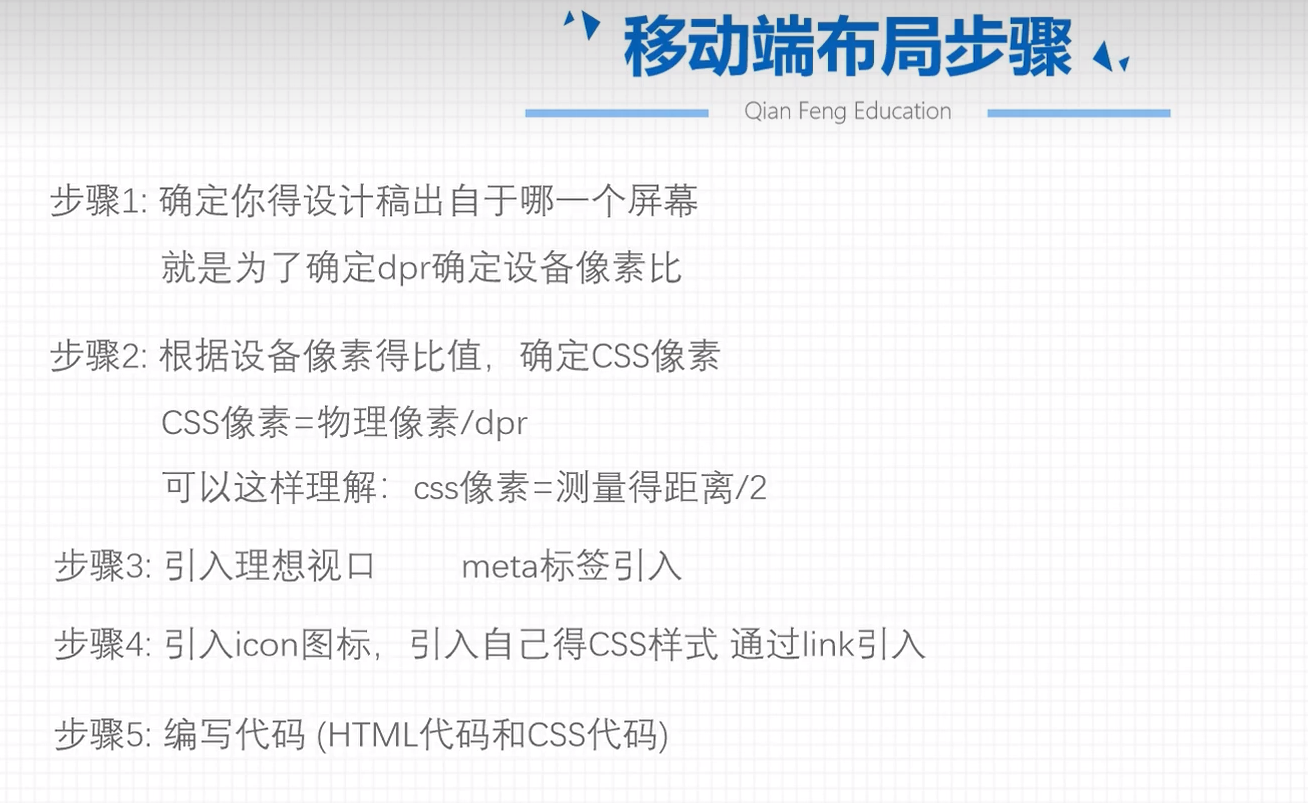 移动端布局步骤
Qian Feng Education
步骤1: 确定你得设计稿出自于哪一个屏幕
就是为了确定dpr确定设备像素比
步骤2: 根据设备像素得比值，确定CSS像素
CSS像素=物理像素/dpr
可以这样理解：css像素=测量得距离/2
步骤3: 引入理想视口 meta标签引入
步骤4: 引入icon图标，引入自己得CSS样式 通过link引入
步骤5: 编写代码 (HTML代码和CSS代码)